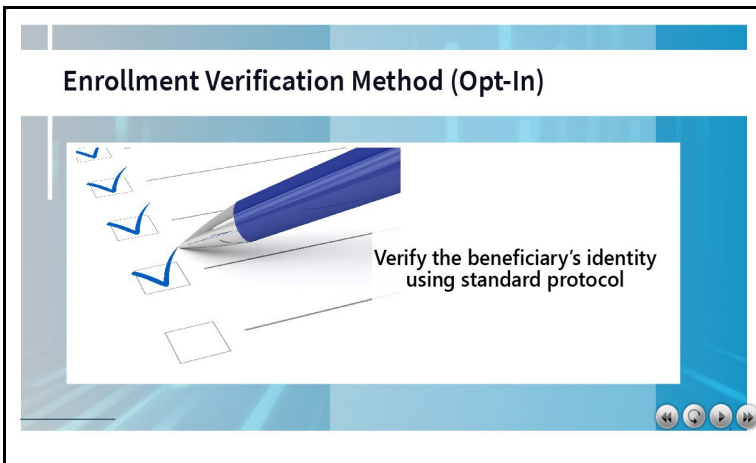 Enrollment Verification Method (Opt-In)
Verify the beneficiary's identity
using standard protocol